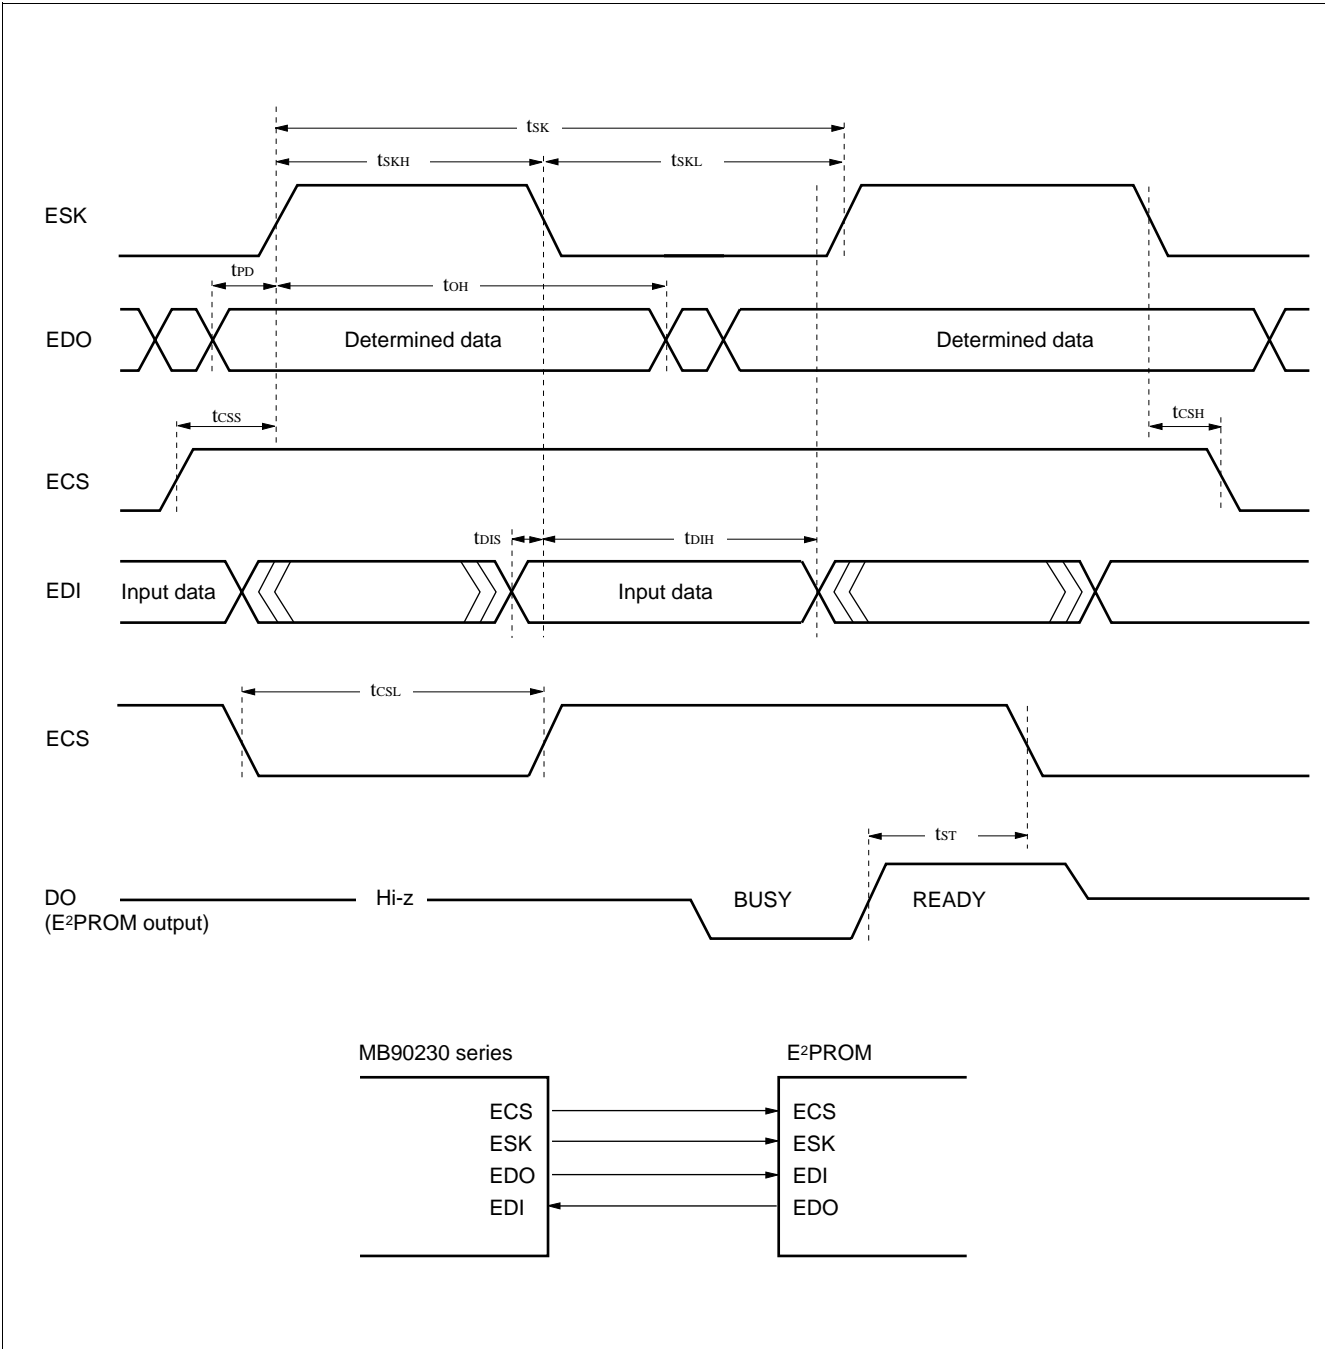 tSK
tSKH tSKL
ESK
tPD tOH
EDO Determined data Determined data
tCSS tCSH
ECS
tDIS tDIH
EDI Input data Input data
tCSL
ECS
tST
DO Hi-z BUSY READY
(E2PROM output)
MB90230 series E2PROM
ECS ECS
ESK ESK
EDO EDI
EDI EDO